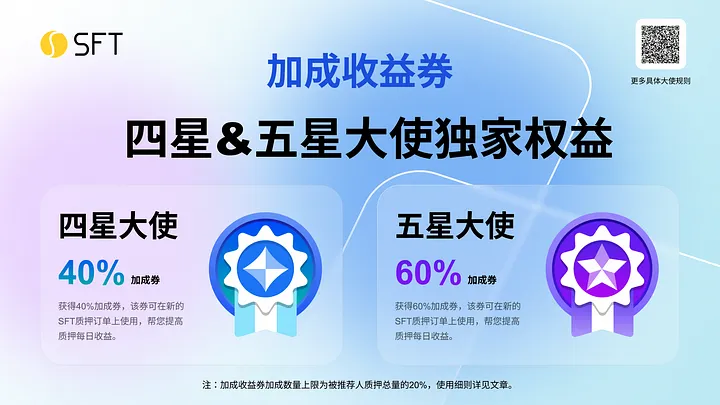 SFT
更多具体大使规则
加成收益券
四星&五星大使独家权益
四星大使
40% 加成券
获得40%加成券，该券可在新的
SFT质押订单上使用，帮您提高
质押每日收益。
五星大使
60% 加成券
获得60%加成券，该券可在新的
SFT质押订单上使用，帮您提高
质押每日收益。
注：加成收益券加成数量上限为被推荐人质押总量的20%，使用细则详见文章。